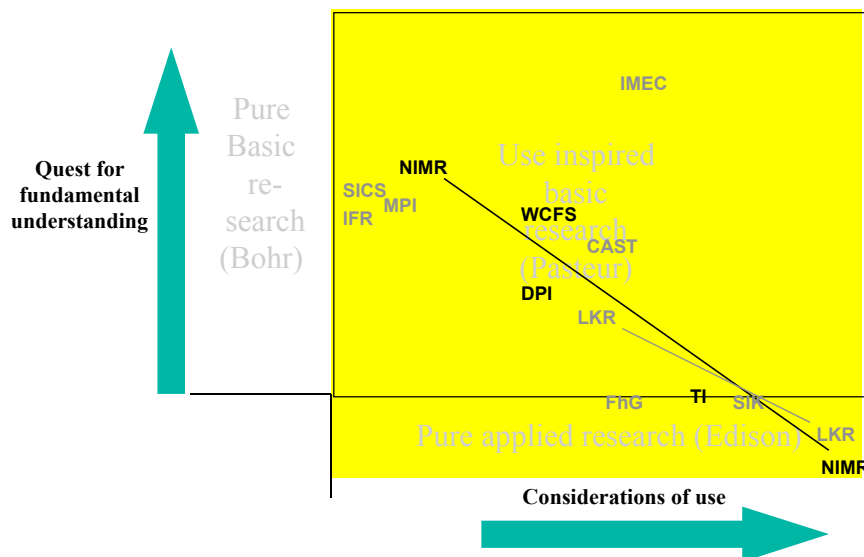 IMEC
Pure
Basic
re-
search
(Bohr)
Quest for
fundamental
understanding
NIMR
SICS
MPI
IFR
Use inspired
basic
research
(Pasteur)
WCFS
CAST
DPI
LKR
FhG
TI
SIK
Pure applied research (Edison)
LKR
NIMR
Considerations of use